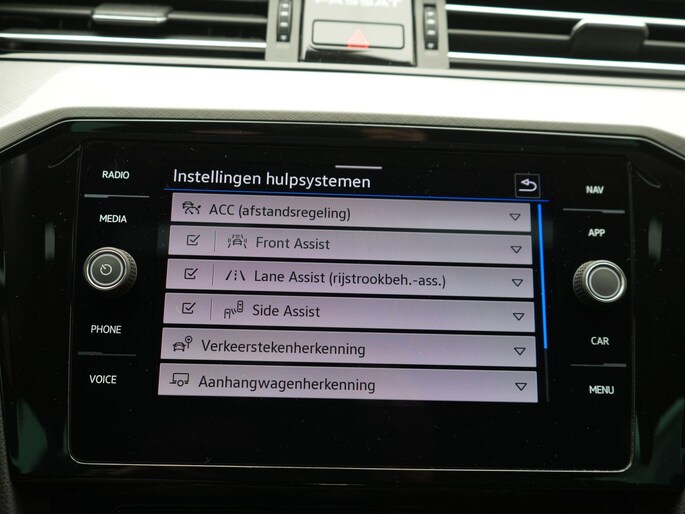 PASSAT
RADIO
MEDIA
PHONE
VOICE
Instellingen hulpsystemen
ACC (afstandsregeling)
Front Assist
Lane Assist (rijstrookbeh.-ass.)
Side Assist
Verkeerstekenherkenning
Aanhangwagenherkenning
NAV
APP
CAR
MENU